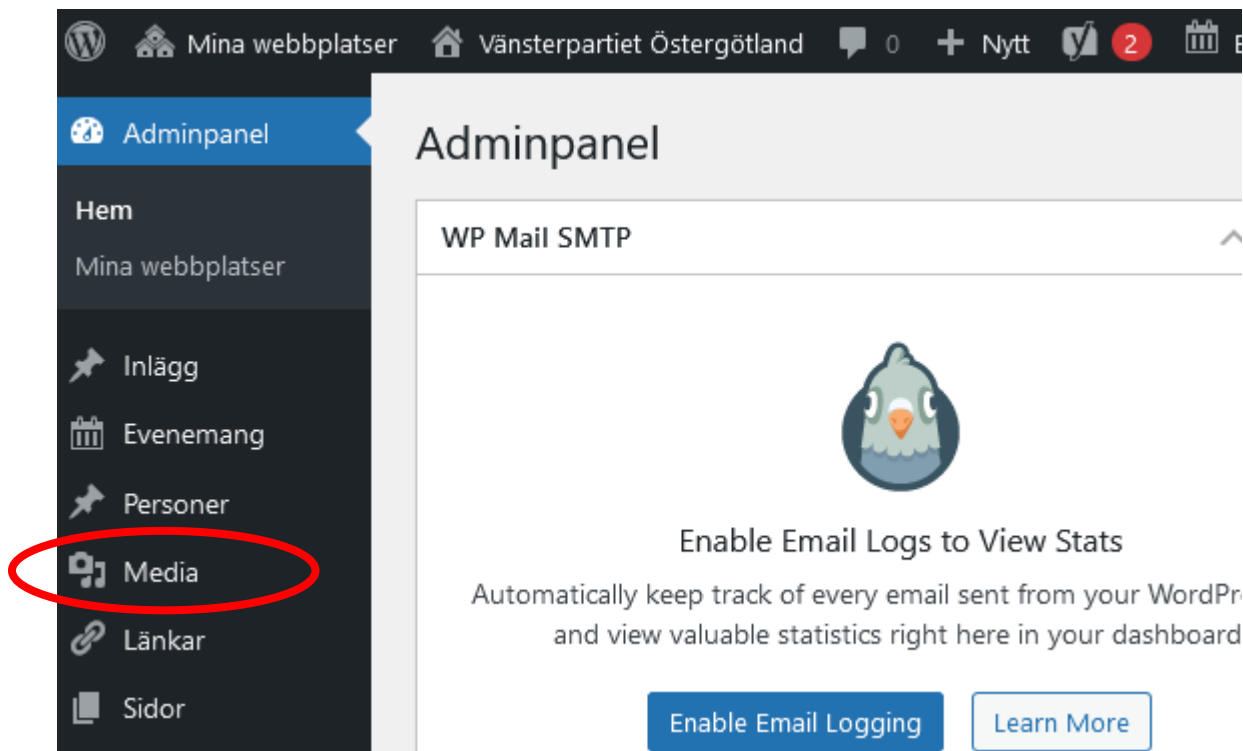 Mina webbplatser Vänsterpartiet Östergötland 0 Nytt 2
Adminpanel
Hem
Mina webbplatser
Inlägg
Evenemang
Personer
Media
Länkar
Sidor
Adminpanel
WP Mail SMTP
Enable Email Logs to View Stats
Automatically keep track of every email sent from your WordPr
and view valuable statistics right here in your dashboard
Enable Email Logging Learn More